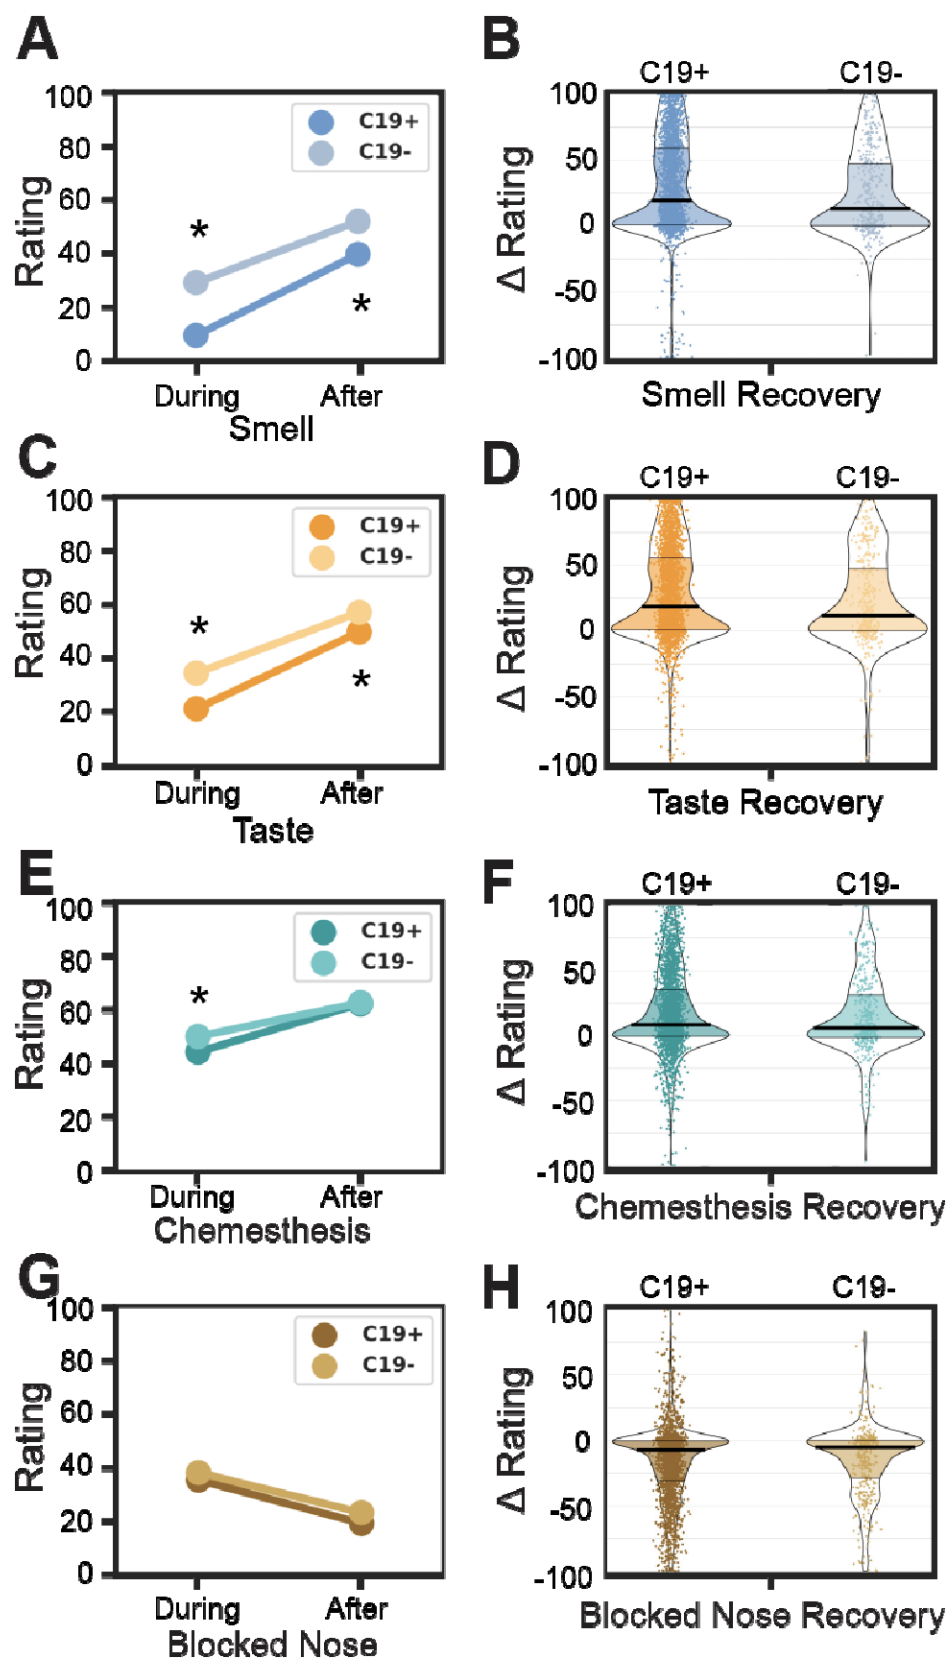 A
100
80
60
40
20
0
Rating
C19+
C19-
*
*
During After
Smell
B
C19+ C19-
100
50
0
-50
-100
Δ Rating
Smell Recovery
C
100
80
60
40
20
0
Rating
C19+
C19-
*
*
During After
Taste
D
C19+ C19-
100
50
0
-50
-100
Δ Rating
Taste Recovery
E
100
80
60
40
20
0
Rating
C19+
C19-
*
During After
Chemesthesis
F
C19+ C19-
100
50
0
-50
-100
Δ Rating
Chemesthesis Recovery
G
100
80
60
40
20
0
Rating
C19+
C19-
During After
Blocked Nose
H
C19+ C19-
100
50
0
-50
-100
Δ Rating
Blocked Nose Recovery